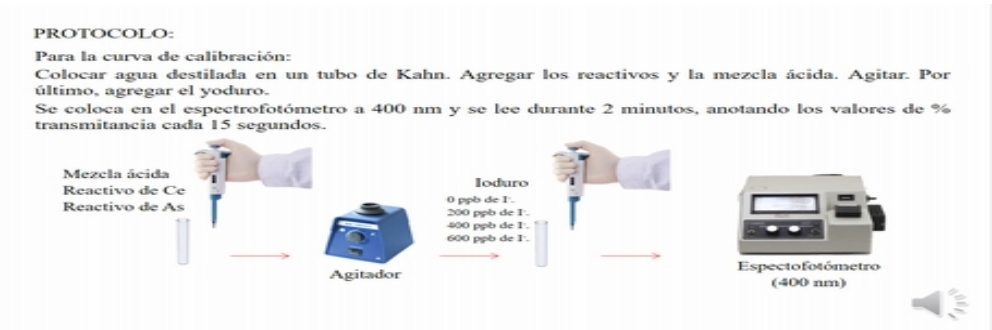 PROTOCOLO:
Para la curva de calibración:
Colocar agua destilada en un tubo de Kahn. Agregar los reactivos y la mezcla ácida. Agitar. Por
último, agregar el yoduro.
Se coloca en el espectrofotómetro a 400 nm y se lee durante 2 minutos, anotando los valores de %
transmitancia cada 15 segundos.
Mezcla ácida
Reactivo de Ce
Reactivo de As
Agitador
Ioduro
0 ppb de I⁻.
200 ppb de I⁻.
400 ppb de I⁻.
600 ppb de I⁻.
Espectofotómetro
(400 nm)